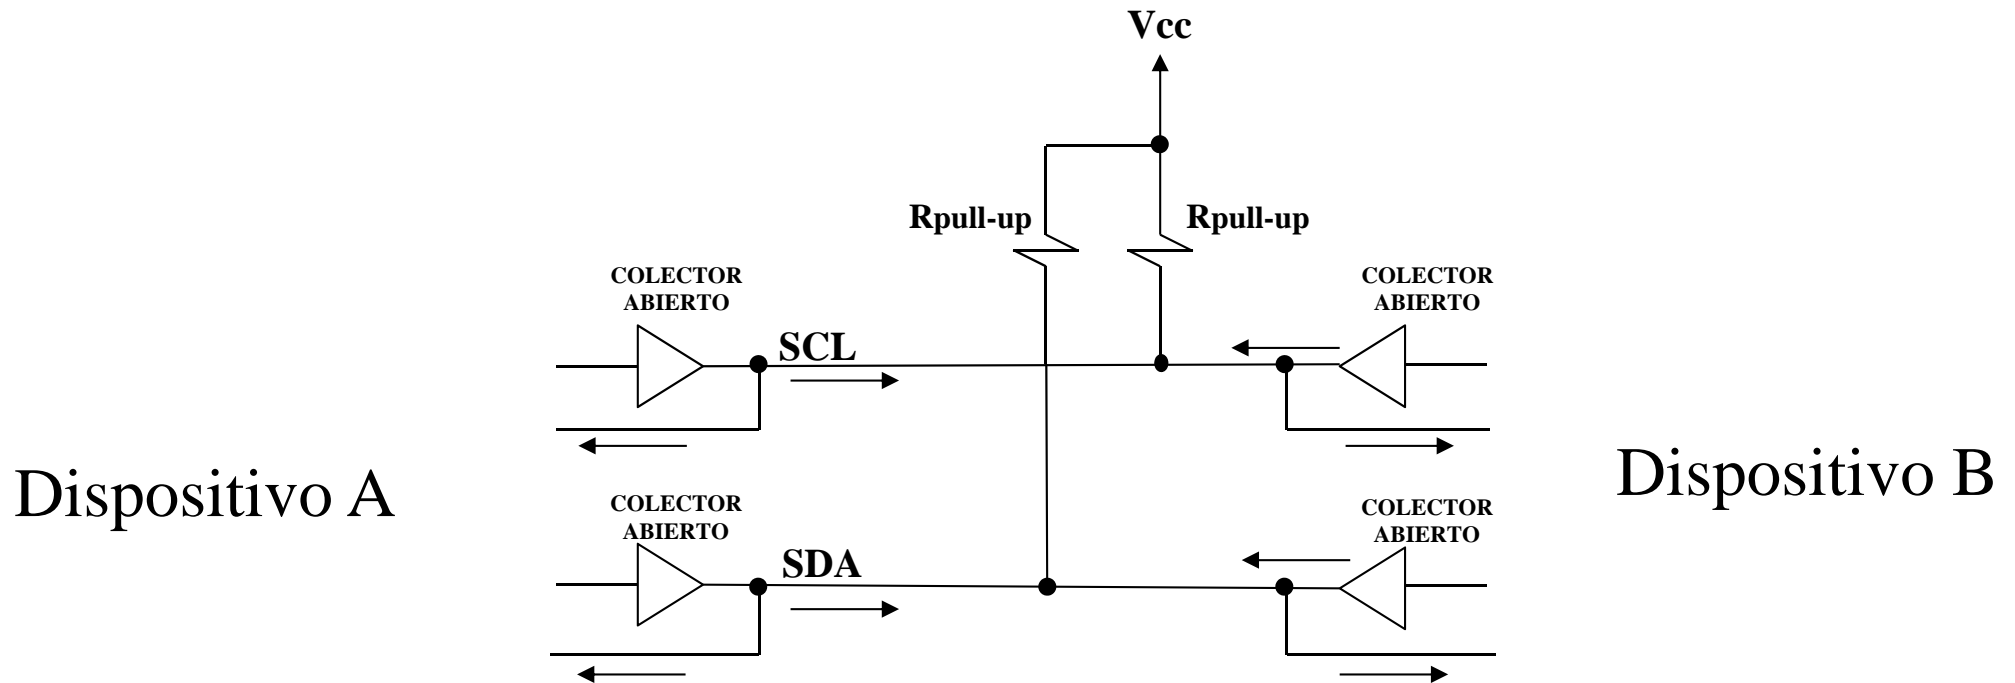 Vcc
Rpull-up
Rpull-up
COLECTOR
ABIERTO
COLECTOR
ABIERTO
SCL
Dispositivo A
Dispositivo B
COLECTOR
ABIERTO
COLECTOR
ABIERTO
SDA